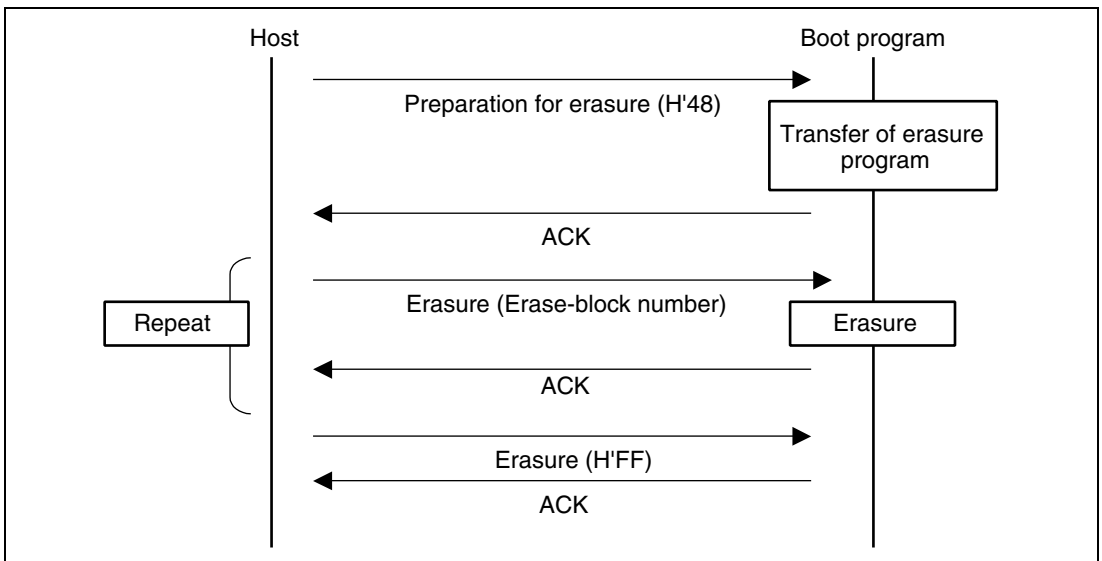 Host
Boot program
Preparation for erasure (H'48)
Transfer of erasure
program
ACK
Erasure (Erase-block number)
Repeat
Erasure
ACK
Erasure (H'FF)
ACK